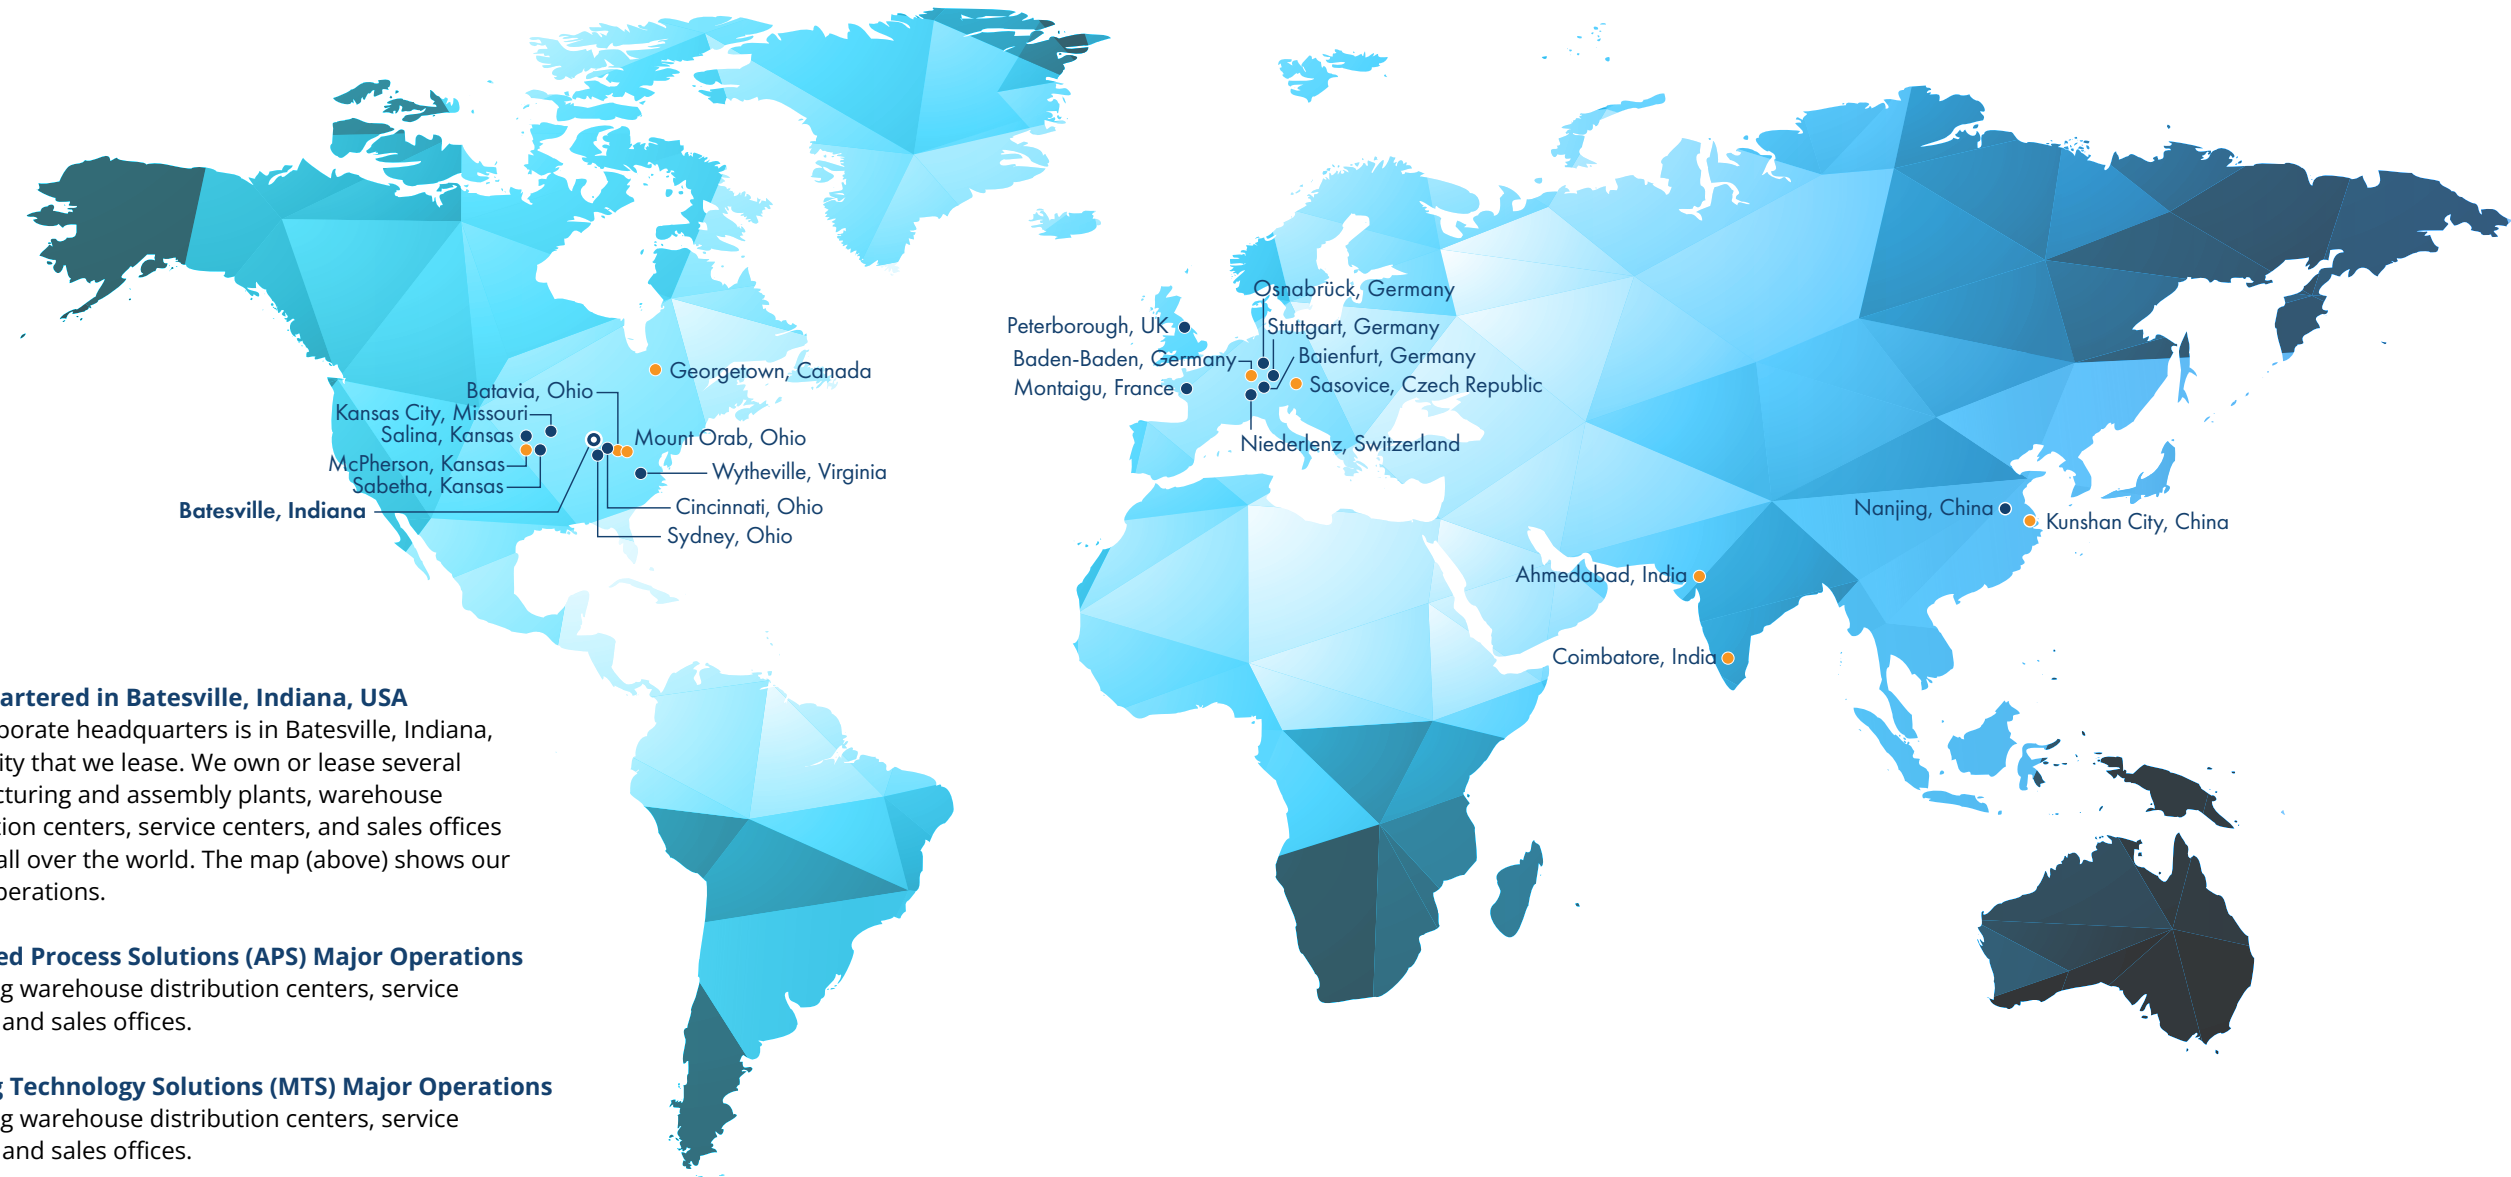 Osnabrück, Germany
Peterborough, UK
Stuttgart, Germany
Baden-Baden, Germany
Baienfurt, Germany
Montaigu, France
Sasovice, Czech Republic
Niederlenz, Switzerland
Georgetown, Canada
Batavia, Ohio
Kansas City, Missouri
Salina, Kansas
Mount Orab, Ohio
McPherson, Kansas
Wytheville, Virginia
Sabetha, Kansas
Batesville, Indiana
Cincinnati, Ohio
Sydney, Ohio
Nanjing, China
Kunshan City, China
Ahmedabad, India
Coimbatore, India
artered in Batesville, Indiana, USA
porate headquarters is in Batesville, Indiana,
ity that we lease. We own or lease several
cturing and assembly plants, warehouse
tion centers, service centers, and sales offices
all over the world. The map (above) shows our
perations.
ed Process Solutions (APS) Major Operations
g warehouse distribution centers, service
and sales offices.
g Technology Solutions (MTS) Major Operations
g warehouse distribution centers, service
and sales offices.